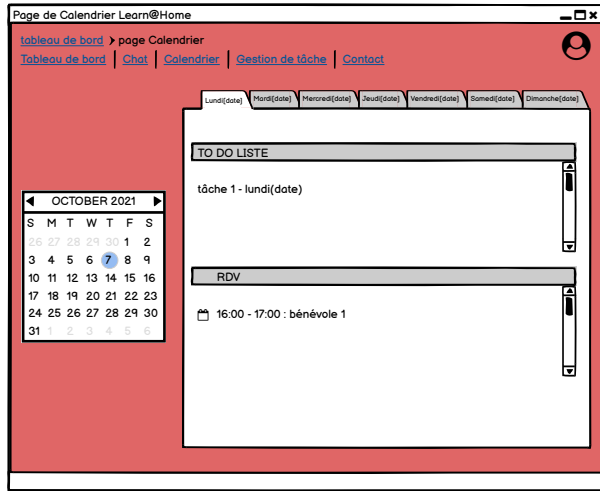 Page de Calendrier Learn@Home
tableau de bord > page Calendrier
Tableau de bord | Chat | Calendrier | Gestion de tâche | Contact
Lundi(date) Mardi(date) Mercredi(date) Jeudi(date) Vendredi(date) Samedi(date) Dimanche(date)
TO DO LISTE
tâche 1 - lundi(date)
OCTOBER 2021
S M T W T F S
26 27 28 29 30 1 2
3 4 5 6 7 8 9
10 11 12 13 14 15 16
17 18 19 20 21 22 23
24 25 26 27 28 29 30
31 1 2 3 4 5 6
RDV
16:00 - 17:00 : bénévole 1